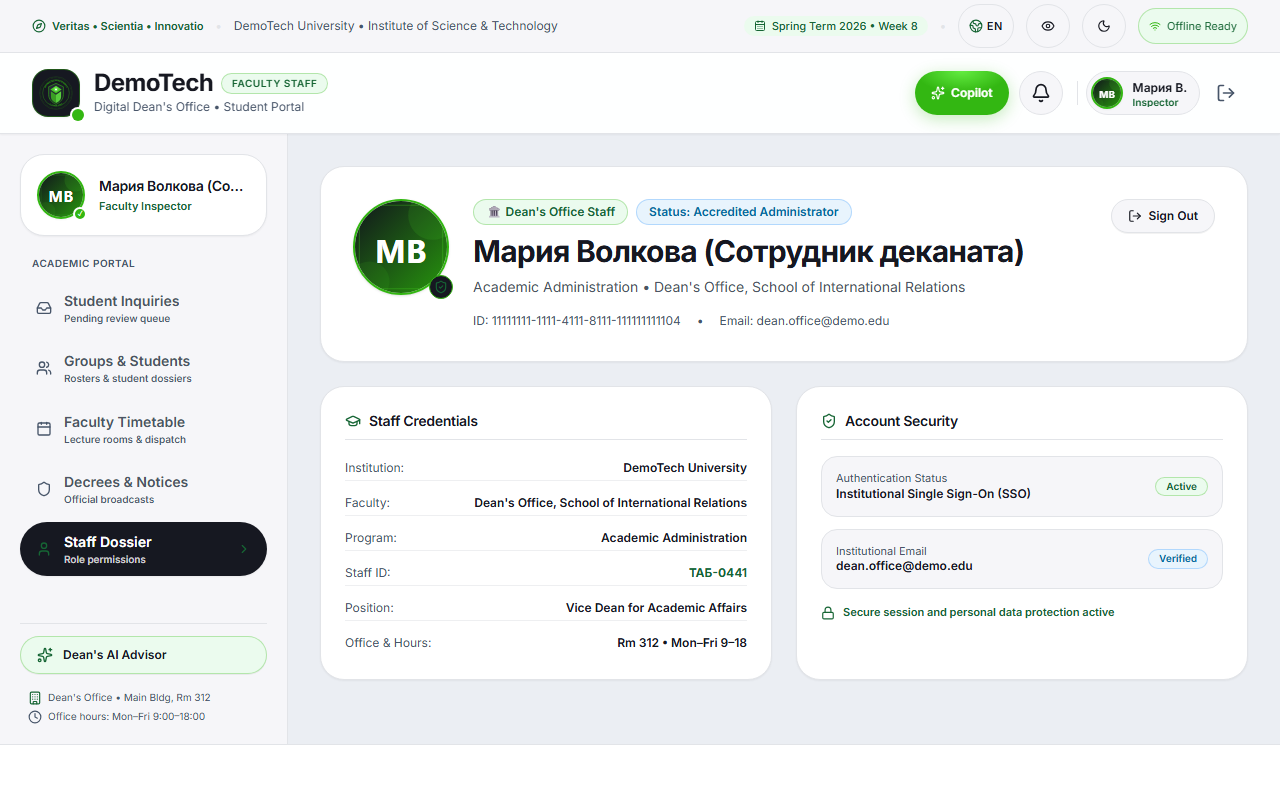 Veritas • Scientia • Innovatio
DemoTech University • Institute of Science & Technology
Spring Term 2026 • Week 8
EN
Offline Ready
DemoTech
FACULTY STAFF
Digital Dean's Office • Student Portal
Copilot
MB
Мария В.
Inspector
MB
Мария Волкова (Со...
Faculty Inspector
ACADEMIC PORTAL
Student Inquiries
Pending review queue
Groups & Students
Rosters & student dossiers
Faculty Timetable
Lecture rooms & dispatch
Decrees & Notices
Official broadcasts
Staff Dossier
Role permissions
Dean's AI Advisor
Dean's Office • Main Bldg, Rm 312
Office hours: Mon–Fri 9:00–18:00
MB
Dean's Office Staff
Status: Accredited Administrator
Sign Out
Мария Волкова (Сотрудник деканата)
Academic Administration • Dean's Office, School of International Relations
ID: 11111111-1111-4111-8111-111111111104 • Email: dean.office@demo.edu
Staff Credentials
Institution: DemoTech University
Faculty: Dean's Office, School of International Relations
Program: Academic Administration
Staff ID: ТАБ-0441
Position: Vice Dean for Academic Affairs
Office & Hours: Rm 312 • Mon–Fri 9–18
Account Security
Authentication Status
Institutional Single Sign-On (SSO)
Active
Institutional Email
dean.office@demo.edu
Verified
Secure session and personal data protection active